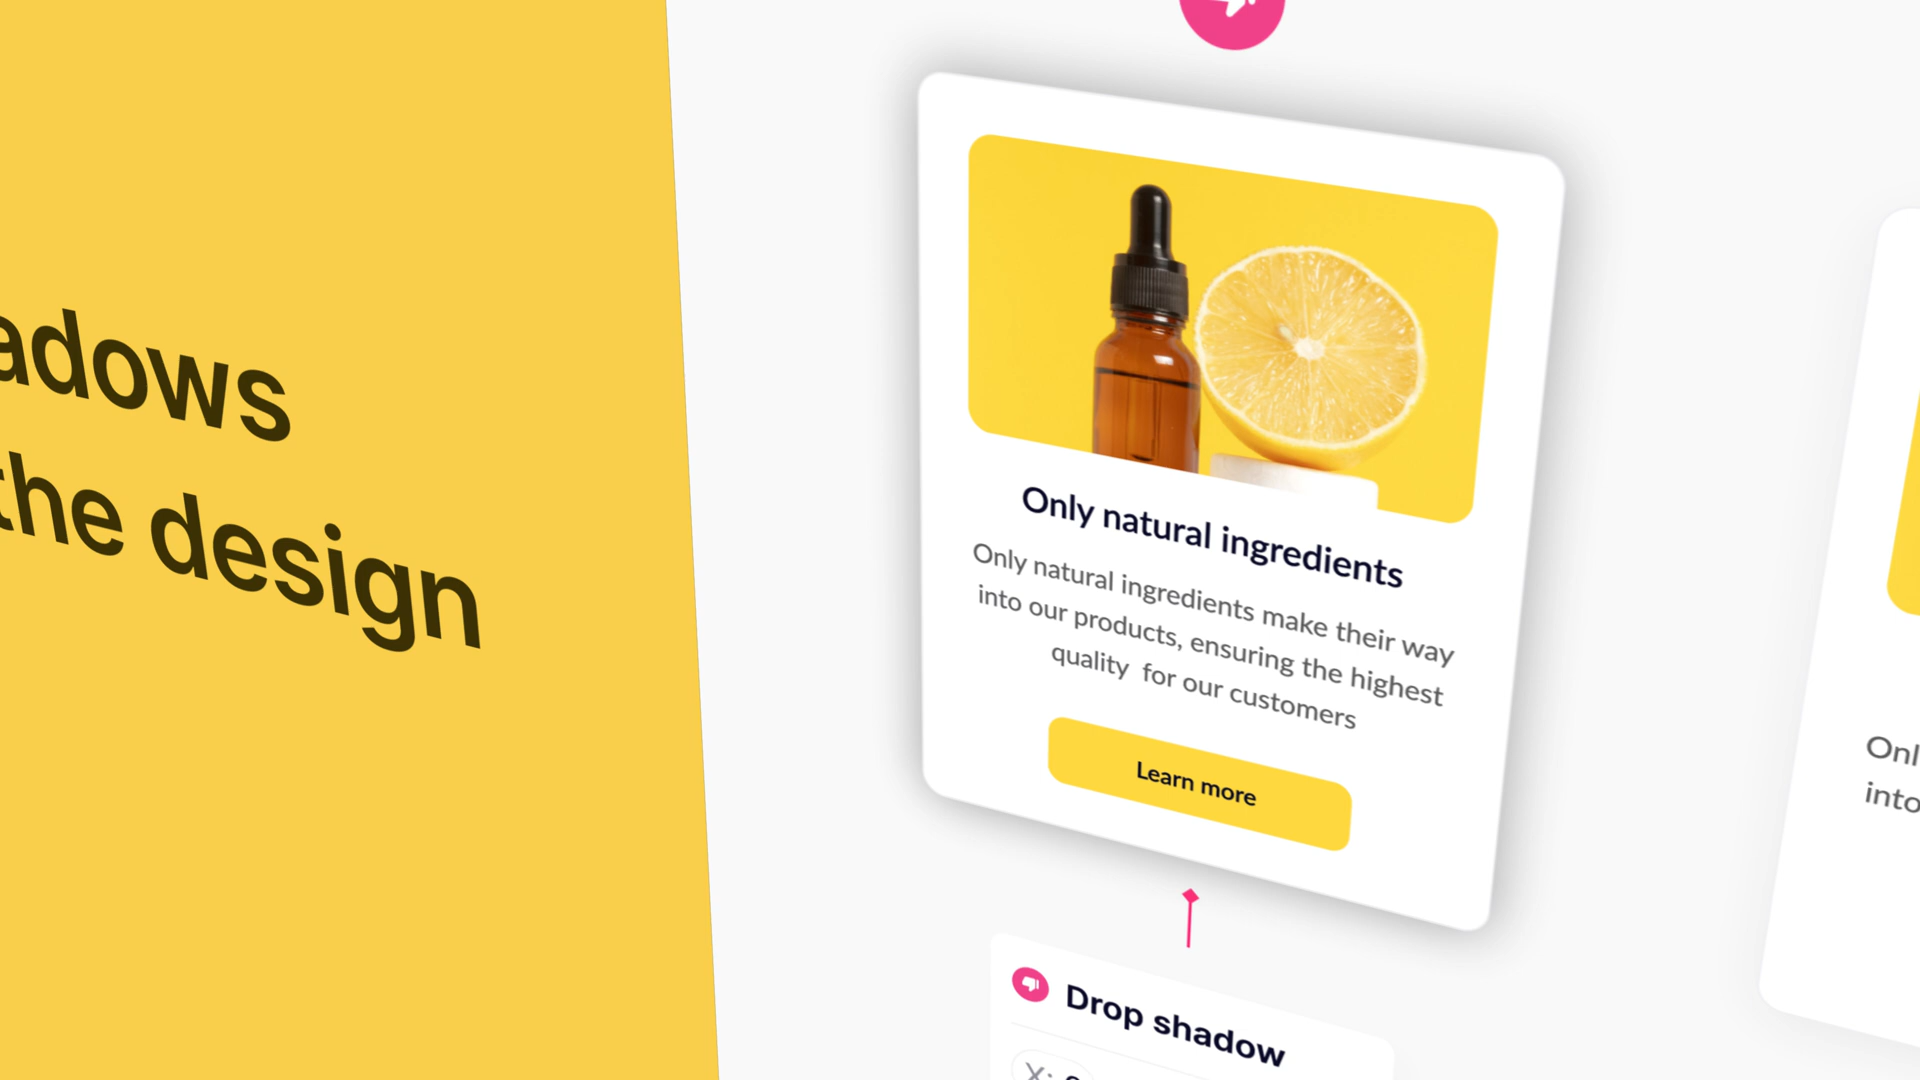 adows
the design
Only natural ingredients
Only natural ingredients make their way
into our products, ensuring the highest
quality for our customers
Learn more
Drop shadow
X:
Onl
into